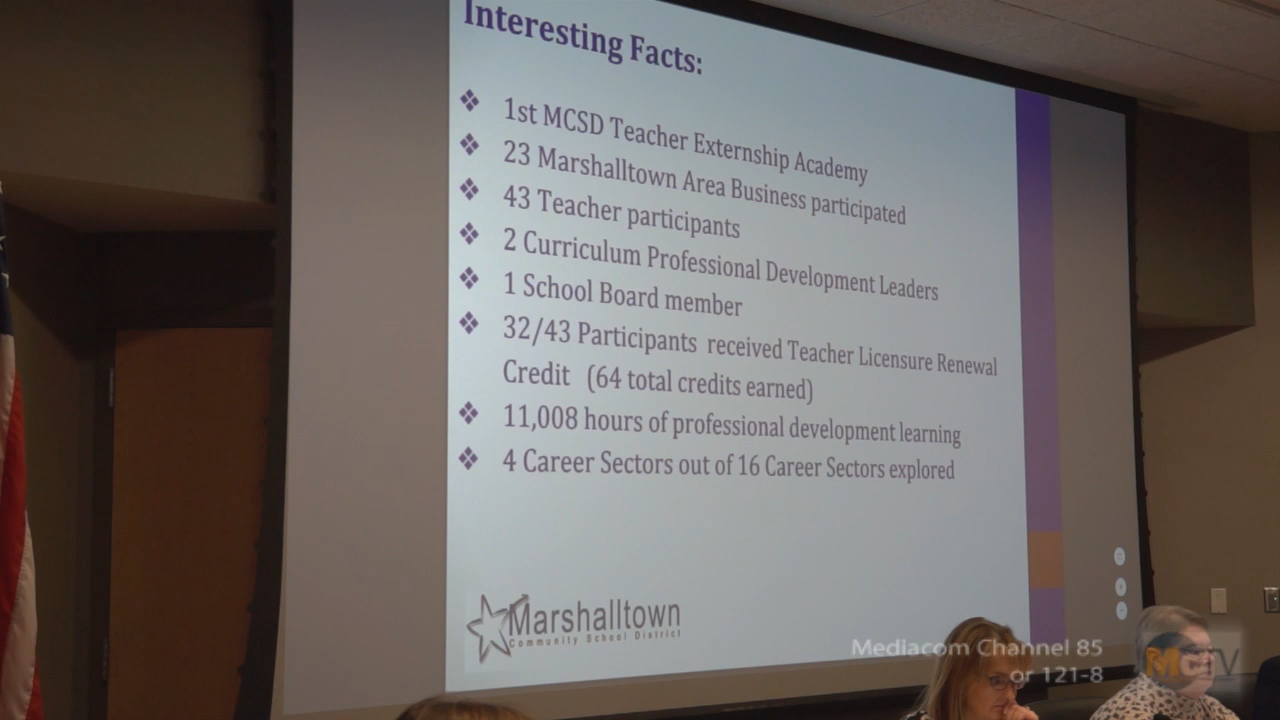 Interesting Facts:
❖ 1st MCSD Teacher Externship Academy
❖ 23 Marshalltown Area Business participated
❖ 43 Teacher participants
❖ 2 Curriculum Professional Development Leaders
❖ 1 School Board member
❖ 32/43 Participants received Teacher Licensure Renewal
Credit (64 total credits earned)
❖ 11,008 hours of professional development learning
❖ 4 Career Sectors out of 16 Career Sectors explored
Marshalltown
Community School District
Mediacom Channel 85
or 121-8
MCTV